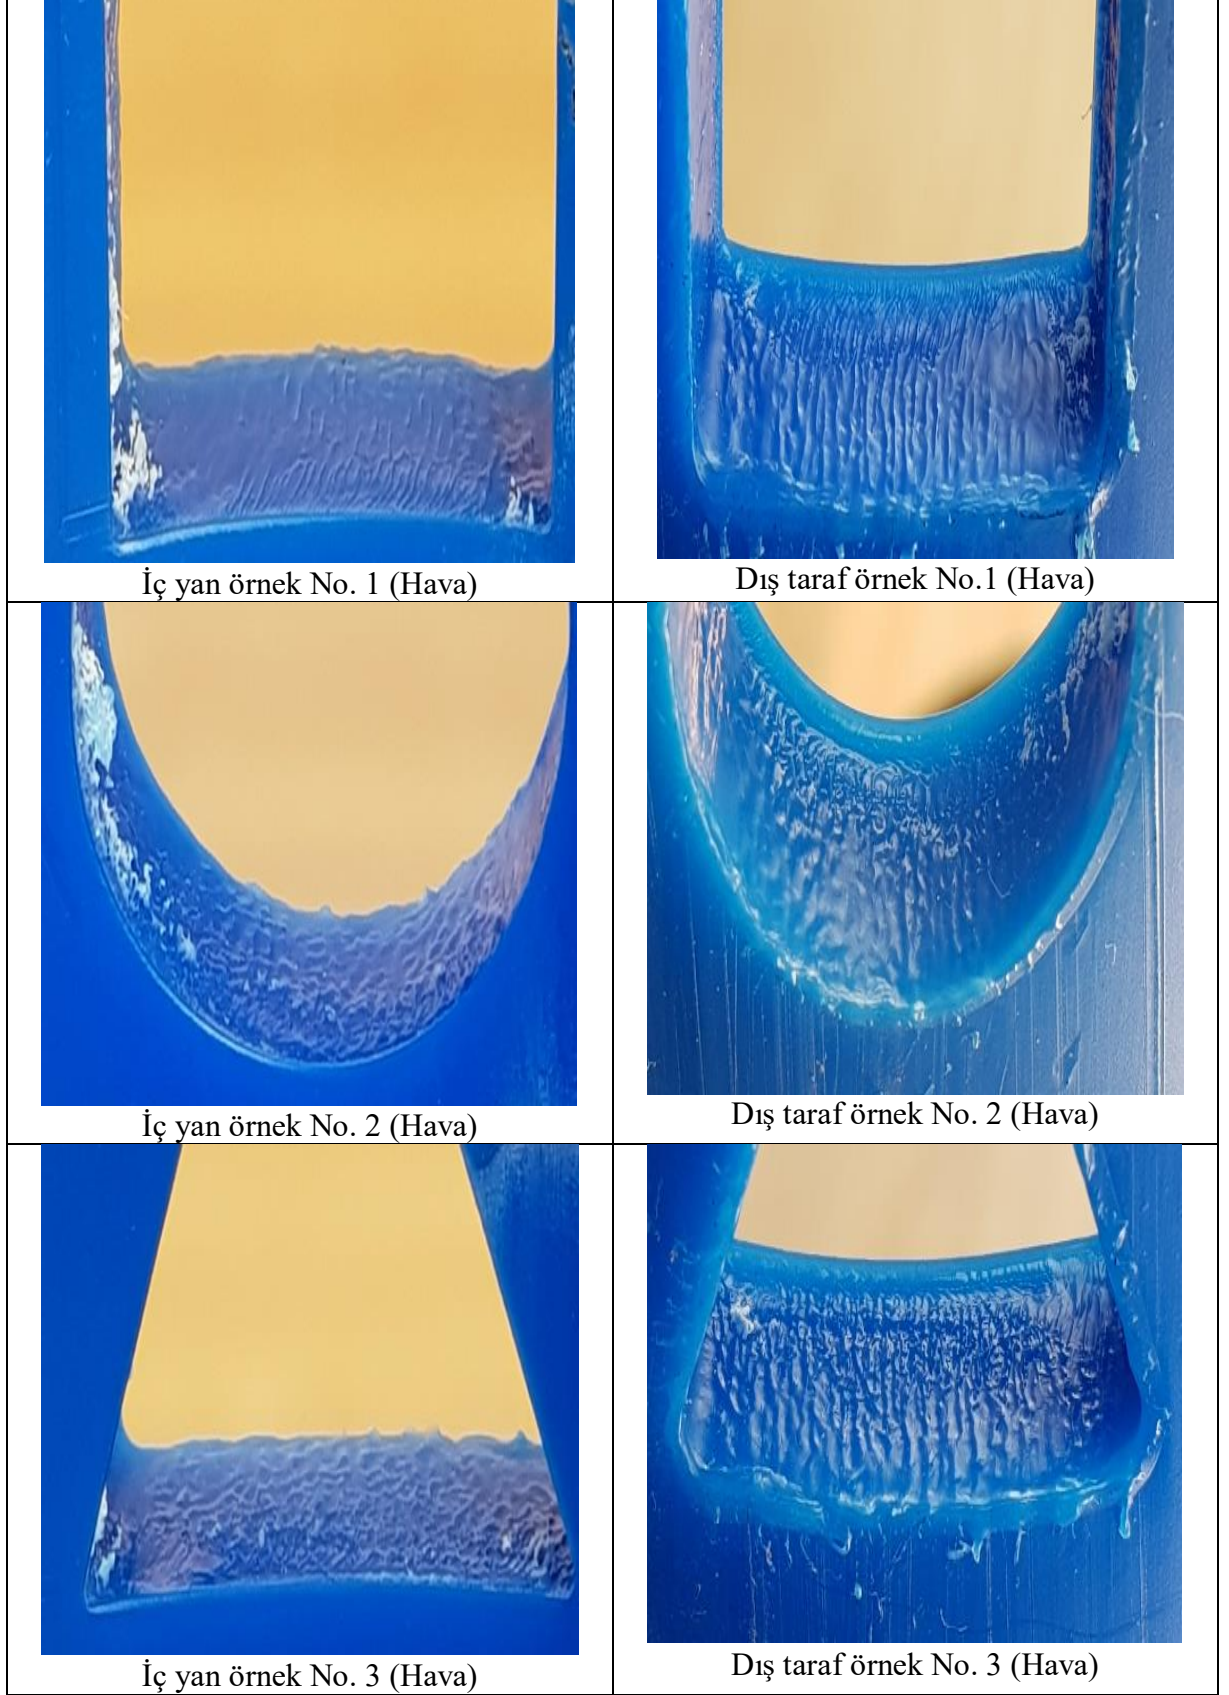 İç yan örnek No. 1 (Hava)
Dış taraf örnek No.1 (Hava)
İç yan örnek No. 2 (Hava)
Dış taraf örnek No. 2 (Hava)
İç yan örnek No. 3 (Hava)
Dış taraf örnek No. 3 (Hava)